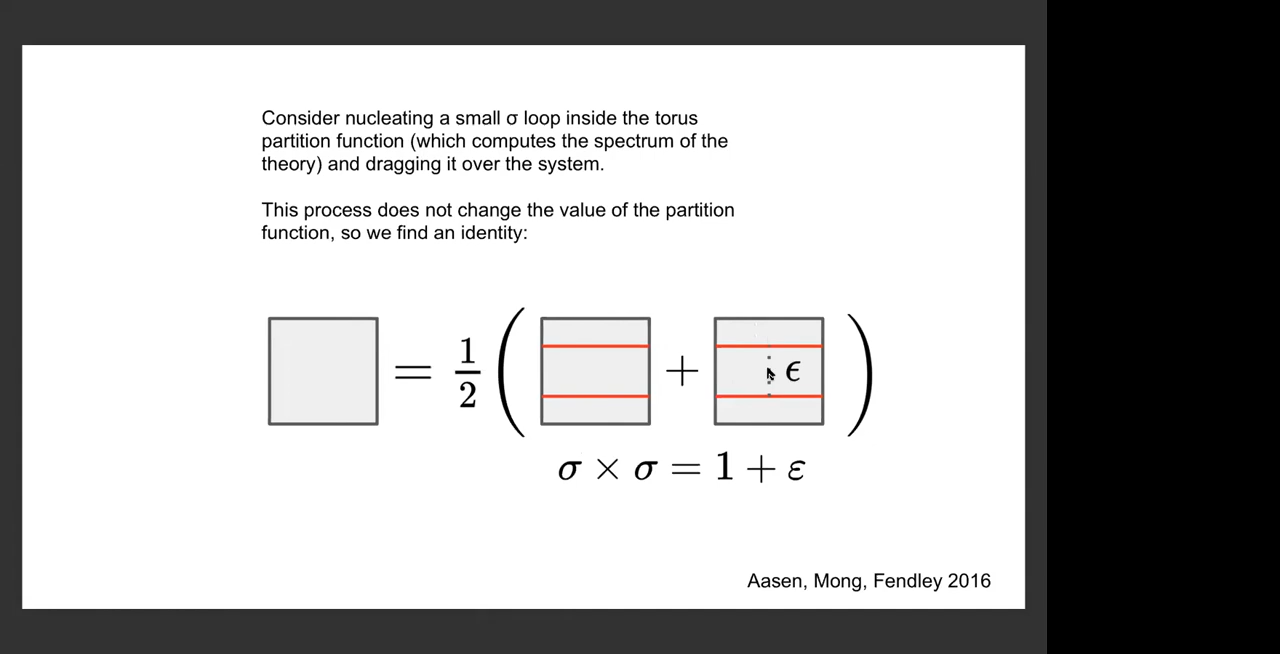 Consider nucleating a small σ loop inside the torus
partition function (which computes the spectrum of the
theory) and dragging it over the system.
This process does not change the value of the partition
function, so we find an identity:
= 1/2 ( + ϵ )
σ × σ = 1 + ε
Aasen, Mong, Fendley 2016